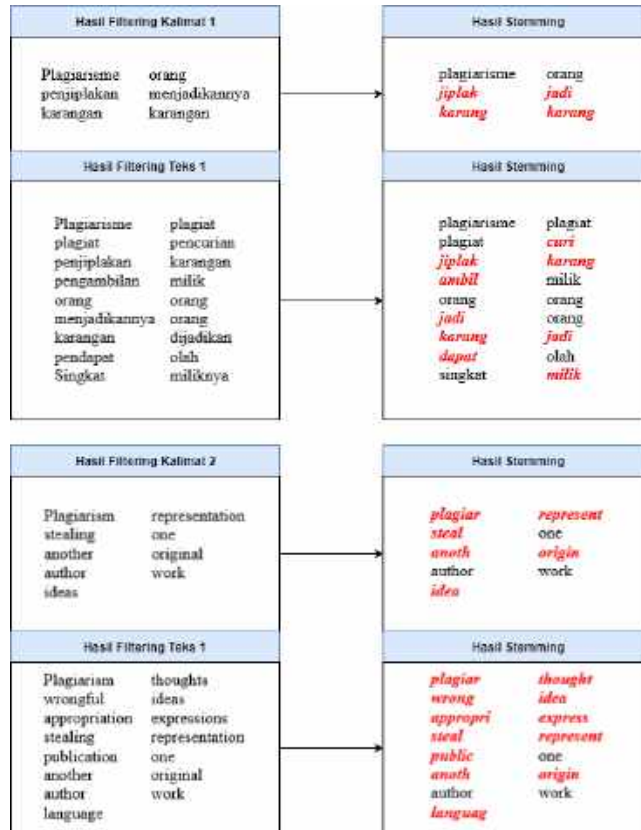 Hasil Filtering Kalimat 1
Plagiarisme orang
penjiplakan menjadikannya
karangan karangan
Hasil Stemming
plagiarisme orang
jiplak jadi
karang karang
Hasil Filtering Teks 1
Plagiarisme plagiat
plagiat pencurian
penjiplakan karangan
pengambilan milik
orang orang
menjadikannya orang
karangan dijadikan
pendapat olah
Singkat miliknya
Hasil Stemming
plagiarisme plagiat
plagiat curi
jiplak karang
ambil milik
orang orang
jadi orang
karang jadi
dapat olah
singkat milik
Hasil Filtering Kalimat 2
Plagiarism representation
stealing one
another original
author work
ideas
Hasil Stemming
plagiar represent
steal one
anoth origin
author work
idea
Hasil Filtering Teks 1
Plagiarism thoughts
wrongful ideas
appropriation expressions
stealing representation
publication one
another original
author work
language
Hasil Stemming
plagiar thought
wrong idea
appropri express
steal represent
public one
anoth origin
author work
languag